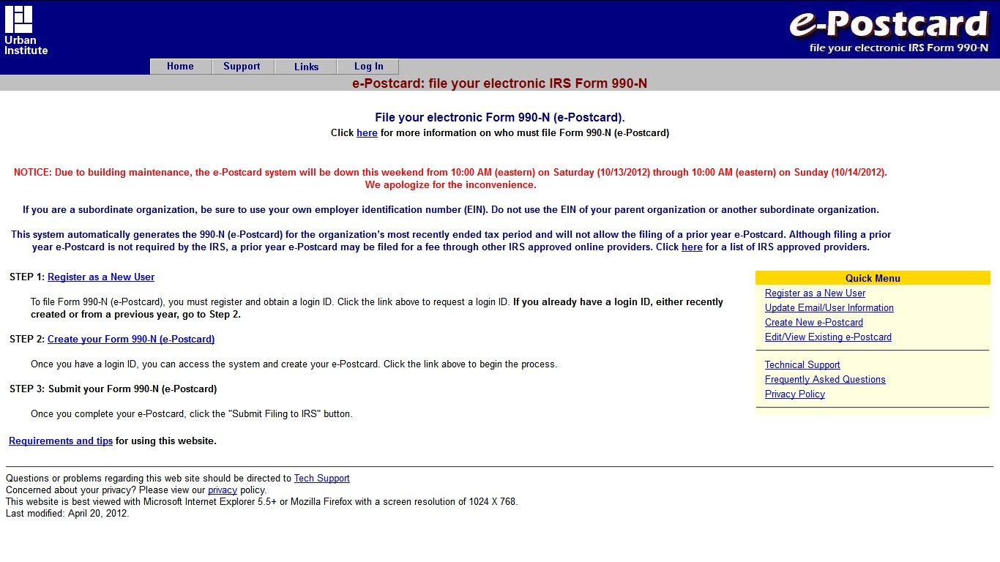 Urban
Institute
e-Postcard
file your electronic IRS Form 990-N
Home Support Links Log In
e-Postcard: file your electronic IRS Form 990-N
File your electronic Form 990-N (e-Postcard).
Click here for more information on who must file Form 990-N (e-Postcard)
NOTICE: Due to building maintenance, the e-Postcard system will be down this weekend from 10:00 AM (eastern) on Saturday (10/13/2012) through 10:00 AM (eastern) on Sunday (10/14/2012).
We apologize for the inconvenience.
If you are a subordinate organization, be sure to use your own employer identification number (EIN). Do not use the EIN of your parent organization or another subordinate organization.
This system automatically generates the 990-N (e-Postcard) for the organization's most recently ended tax period and will not allow the filing of a prior year e-Postcard. Although filing a prior
year e-Postcard is not required by the IRS, a prior year e-Postcard may be filed for a fee through other IRS approved online providers. Click here for a list of IRS approved providers.
STEP 1: Register as a New User
To file Form 990-N (e-Postcard), you must register and obtain a login ID. Click the link above to request a login ID. If you already have a login ID, either recently
created or from a previous year, go to Step 2.
STEP 2: Create your Form 990-N (e-Postcard)
Once you have a login ID, you can access the system and create your e-Postcard. Click the link above to begin the process.
STEP 3: Submit your Form 990-N (e-Postcard)
Once you complete your e-Postcard, click the "Submit Filing to IRS" button.
Requirements and tips for using this website.
Quick Menu
Register as a New User
Update Email/User Information
Create New e-Postcard
Edit/View Existing e-Postcard
Technical Support
Frequently Asked Questions
Privacy Policy
Questions or problems regarding this web site should be directed to Tech Support
Concerned about your privacy? Please view our privacy policy.
This website is best viewed with Microsoft Internet Explorer 5.5+ or Mozilla Firefox with a screen resolution of 1024 X 768.
Last modified: April 20, 2012.